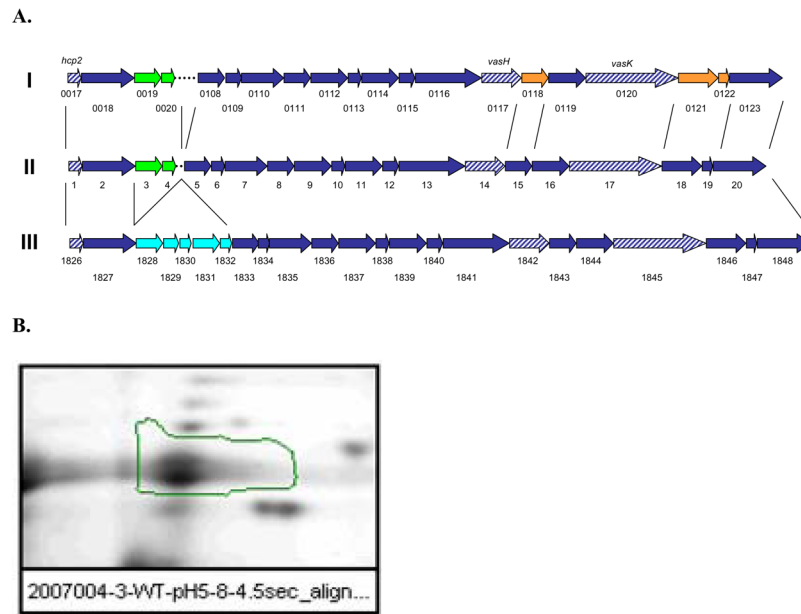 A.
hcp2 vasH vasK
I
0017 0019 0108 0110 0112 0114 0116 0118 0120 0122
0018 0020 0109 0111 0113 0115 0117 0119 0121 0123
II
1 2 3 4 5 6 7 8 9 10 11 12 13 14 15 16 17 18 19 20
III
1826 1828 1830 1832 1834 1836 1838 1840 1842 1844 1846 1848
1827 1829 1831 1833 1835 1837 1839 1841 1843 1845 1847
B.
2007004-3-WT-pH5-8-4.5sec_align...